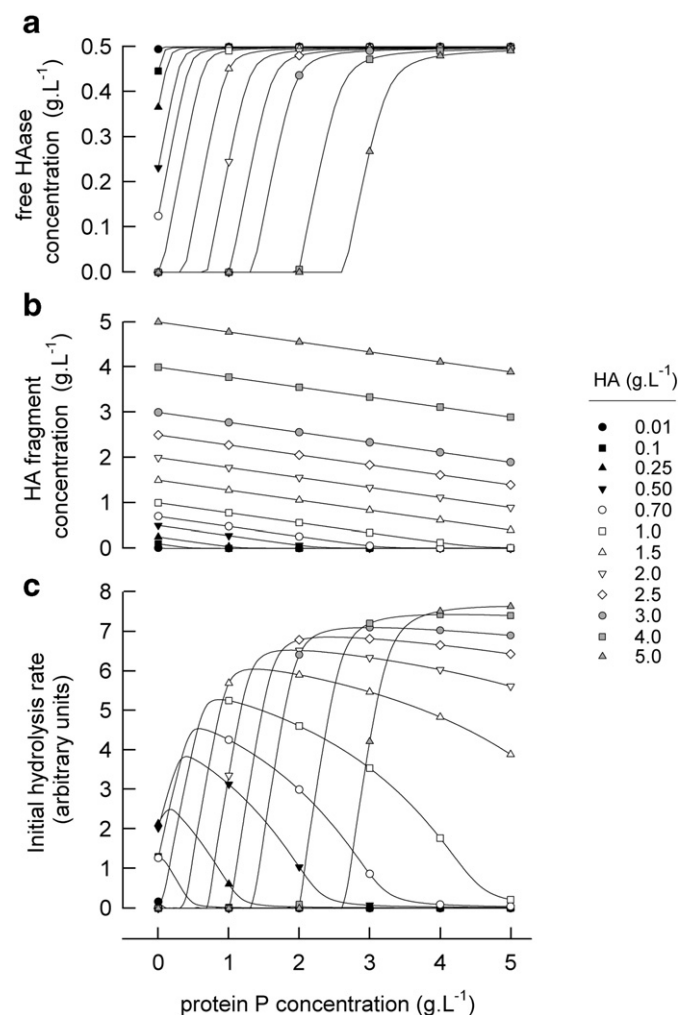 a
free HAase
concentration (g.L-1)
0.5
0.4
0.3
0.2
0.1
0.0
b
HA fragment
concentration (g.L-1)
5
4
3
2
1
0
c
Initial hydrolysis rate
(arbitrary units)
8
7
6
5
4
3
2
1
0
0 1 2 3 4 5
protein P concentration (g.L-1)
HA (g.L-1)
0.01
0.1
0.25
0.50
0.70
1.0
1.5
2.0
2.5
3.0
4.0
5.0